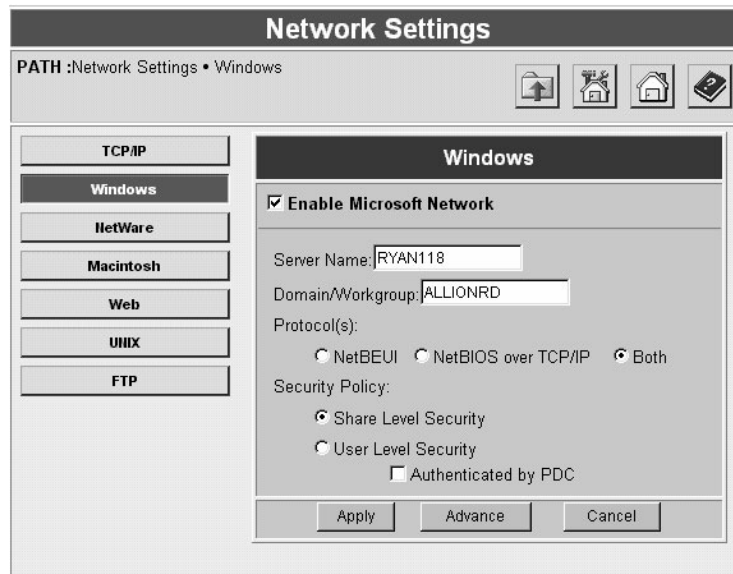 Network Settings
PATH :Network Settings • Windows
TCP/IP
Windows
NetWare
Macintosh
Web
UNIX
FTP
Windows
Enable Microsoft Network
Server Name: RYAN118
Domain/Workgroup: ALLIONRD
Protocol(s):
NetBEUI NetBIOS over TCP/IP Both
Security Policy:
Share Level Security
User Level Security
Authenticated by PDC
Apply Advance Cancel